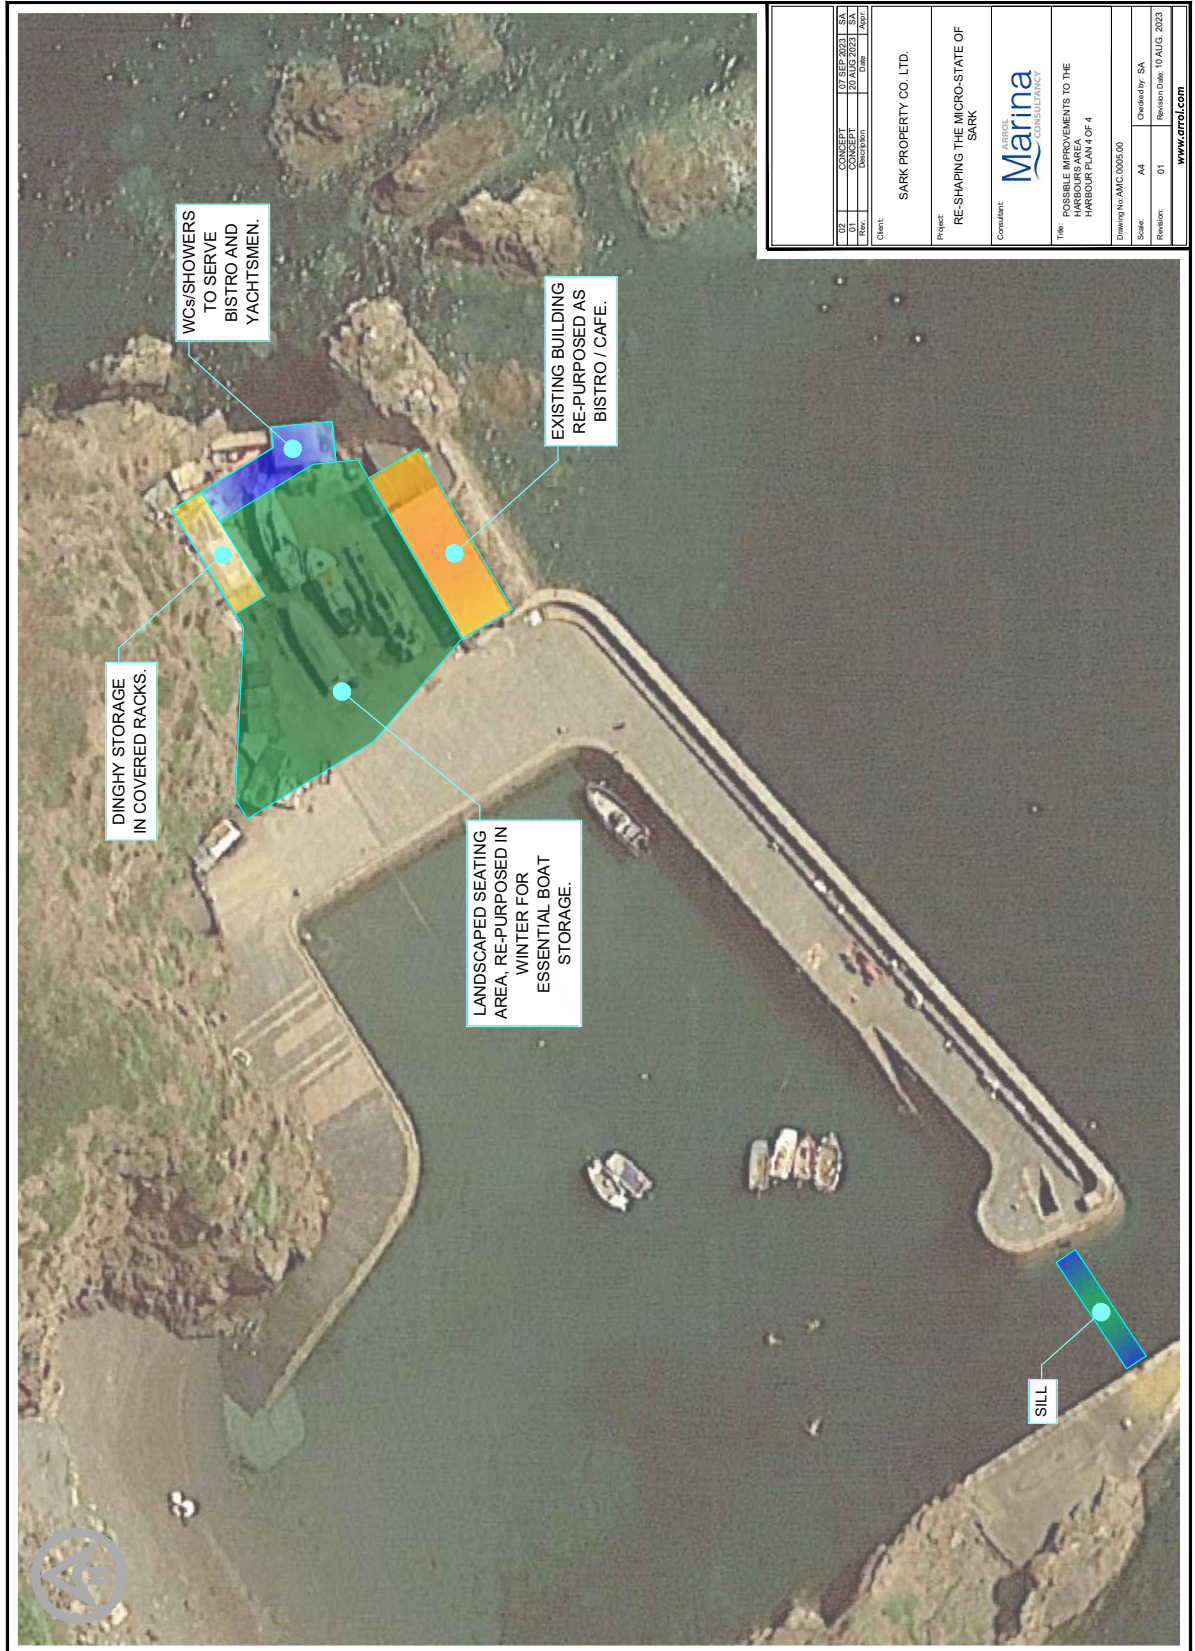 WCs/SHOWERS
TO SERVE
BISTRO AND
YACHTSMEN.
EXISTING BUILDING
RE-PURPOSED AS
BISTRO / CAFE.
DINGHY STORAGE
IN COVERED RACKS.
LANDSCAPED SEATING
AREA, RE-PURPOSED IN
WINTER FOR
ESSENTIAL BOAT
STORAGE.
SILL
N
02 CONCEPT 07 SEP 2023 SA
01 CONCEPT 20 AUG 2023 SA
Rev. Description Date Appr.
Client:
SARK PROPERTY CO. LTD.
Project:
RE-SHAPING THE MICRO-STATE OF
SARK
Consultant:
ARROL
Marina
CONSULTANCY
Title: POSSIBLE IMPROVEMENTS TO THE
HARBOURS AREA
HARBOUR PLAN 4 OF 4
Drawing No: AMC.0005.00
Scale: A4 Checked by: SA
Revision: 01 Revision Date: 10 AUG. 2023
www.arrol.com